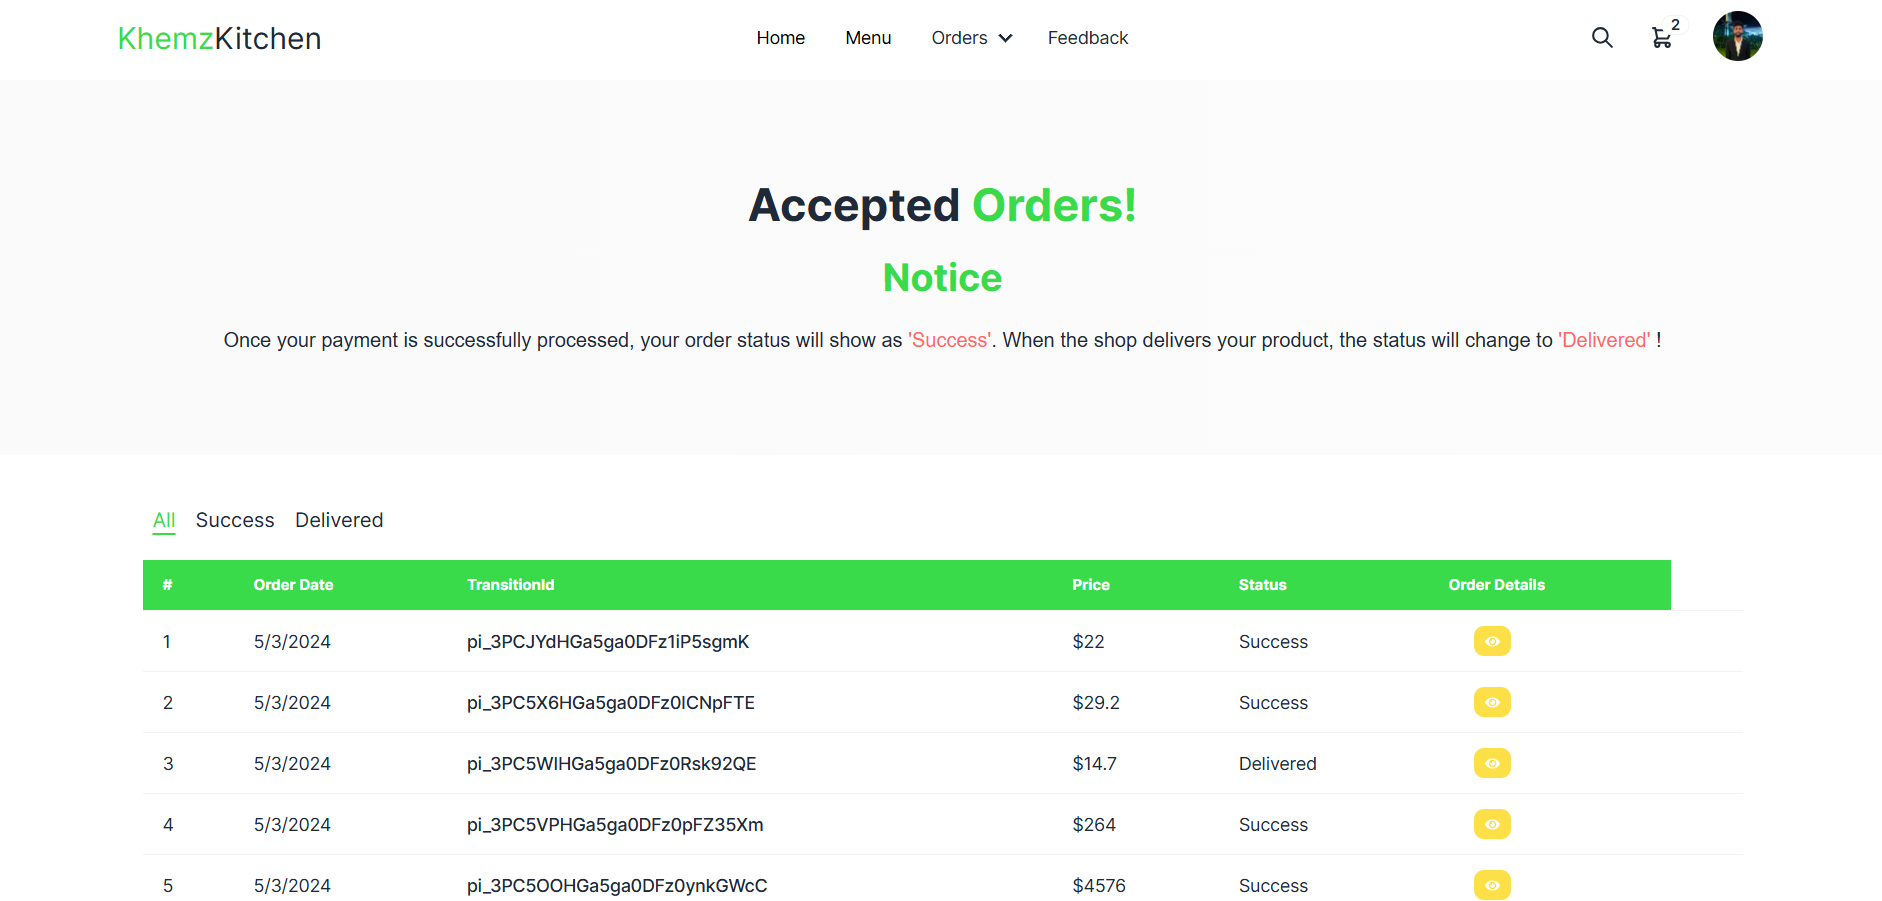 KhemzKitchen Home Menu Orders Feedback 2
Accepted Orders!
Notice
Once your payment is successfully processed, your order status will show as 'Success'. When the shop delivers your product, the status will change to 'Delivered' !
All Success Delivered
# Order Date TransitionId Price Status Order Details
1 5/3/2024 pi_3PCJYdHGa5ga0DFz1iP5sgmK $22 Success
2 5/3/2024 pi_3PC5X6HGa5ga0DFz0ICNpFTE $29.2 Success
3 5/3/2024 pi_3PC5WIHGa5ga0DFz0Rsk92QE $14.7 Delivered
4 5/3/2024 pi_3PC5VPHGa5ga0DFz0pFZ35Xm $264 Success
5 5/3/2024 pi_3PC5OOHGa5ga0DFz0ynkGWcC $4576 Success